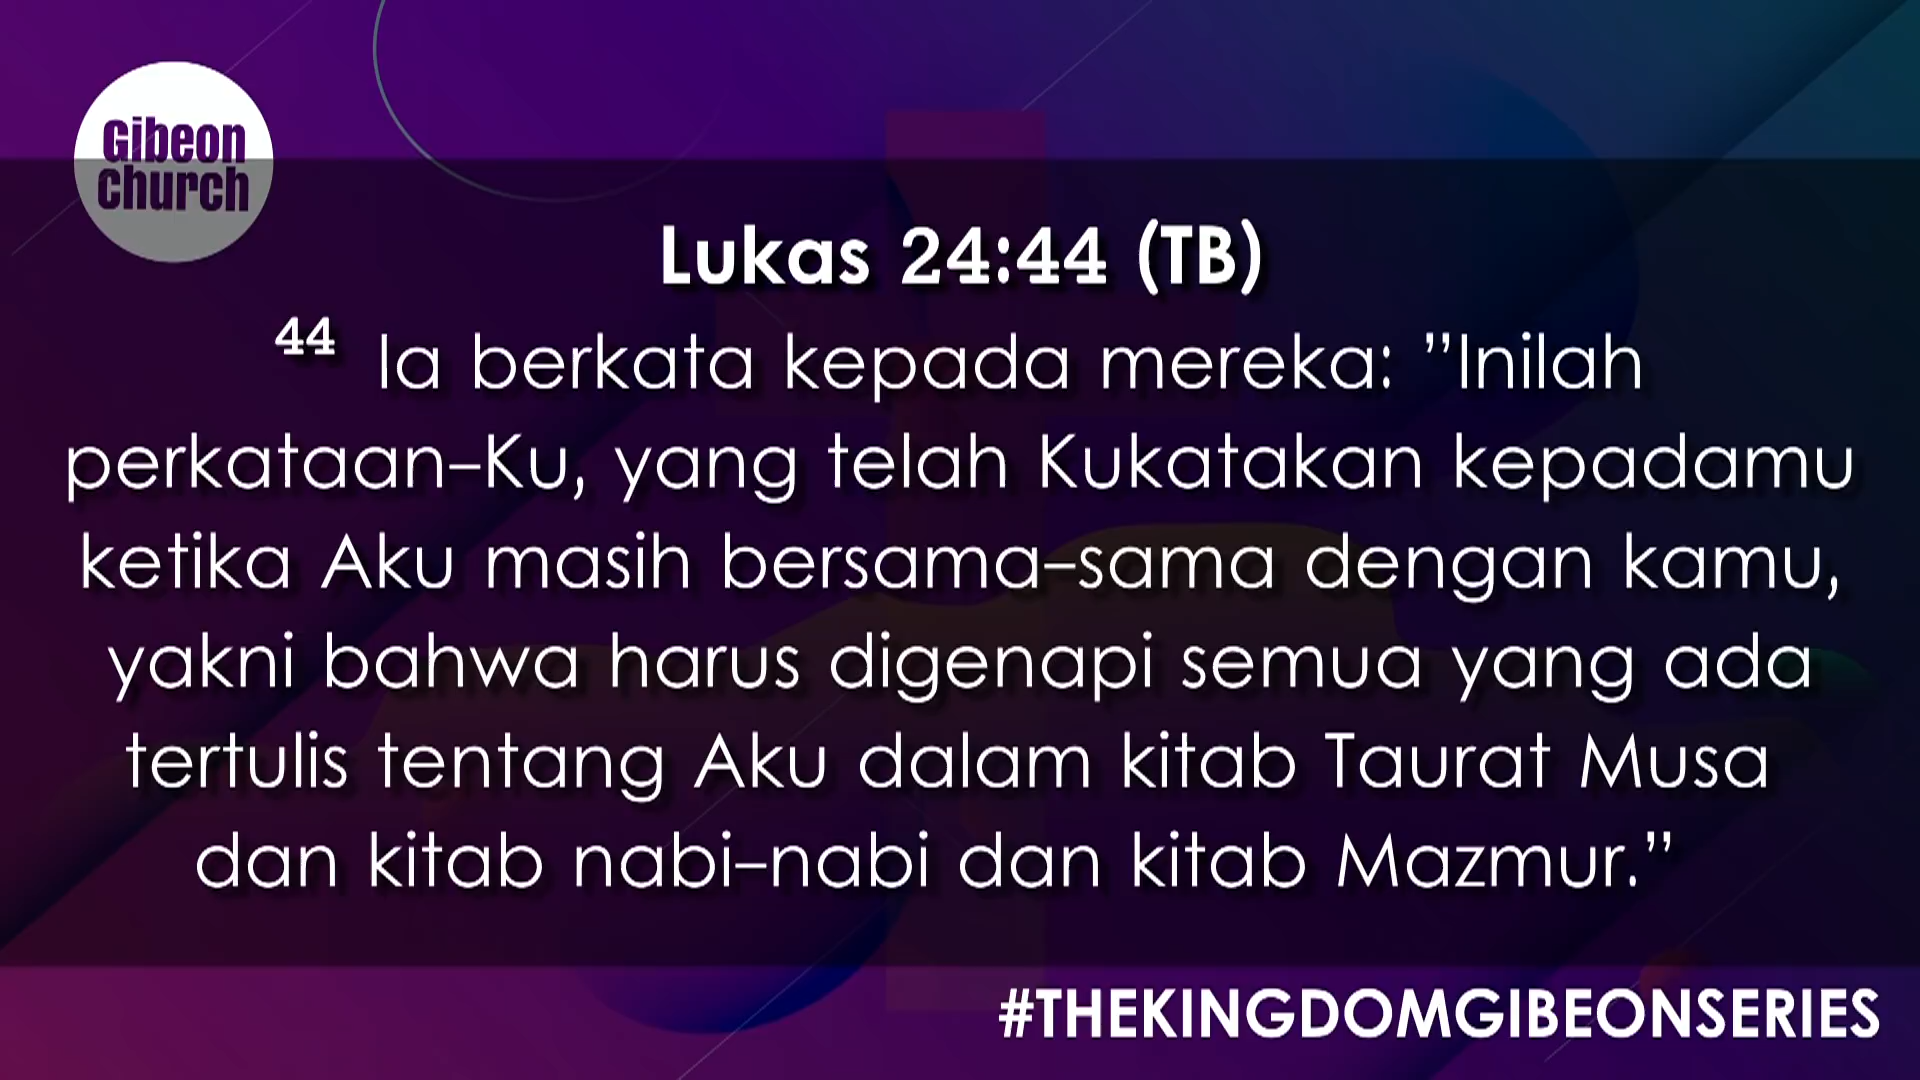 Gibeon
church
Lukas 24:44 (TB)
44 Ia berkata kepada mereka: ”Inilah
perkataan–Ku, yang telah Kukatakan kepadamu
ketika Aku masih bersama–sama dengan kamu,
yakni bahwa harus digenapi semua yang ada
tertulis tentang Aku dalam kitab Taurat Musa
dan kitab nabi–nabi dan kitab Mazmur.”
#THEKINGDOMGIBEONSERIES